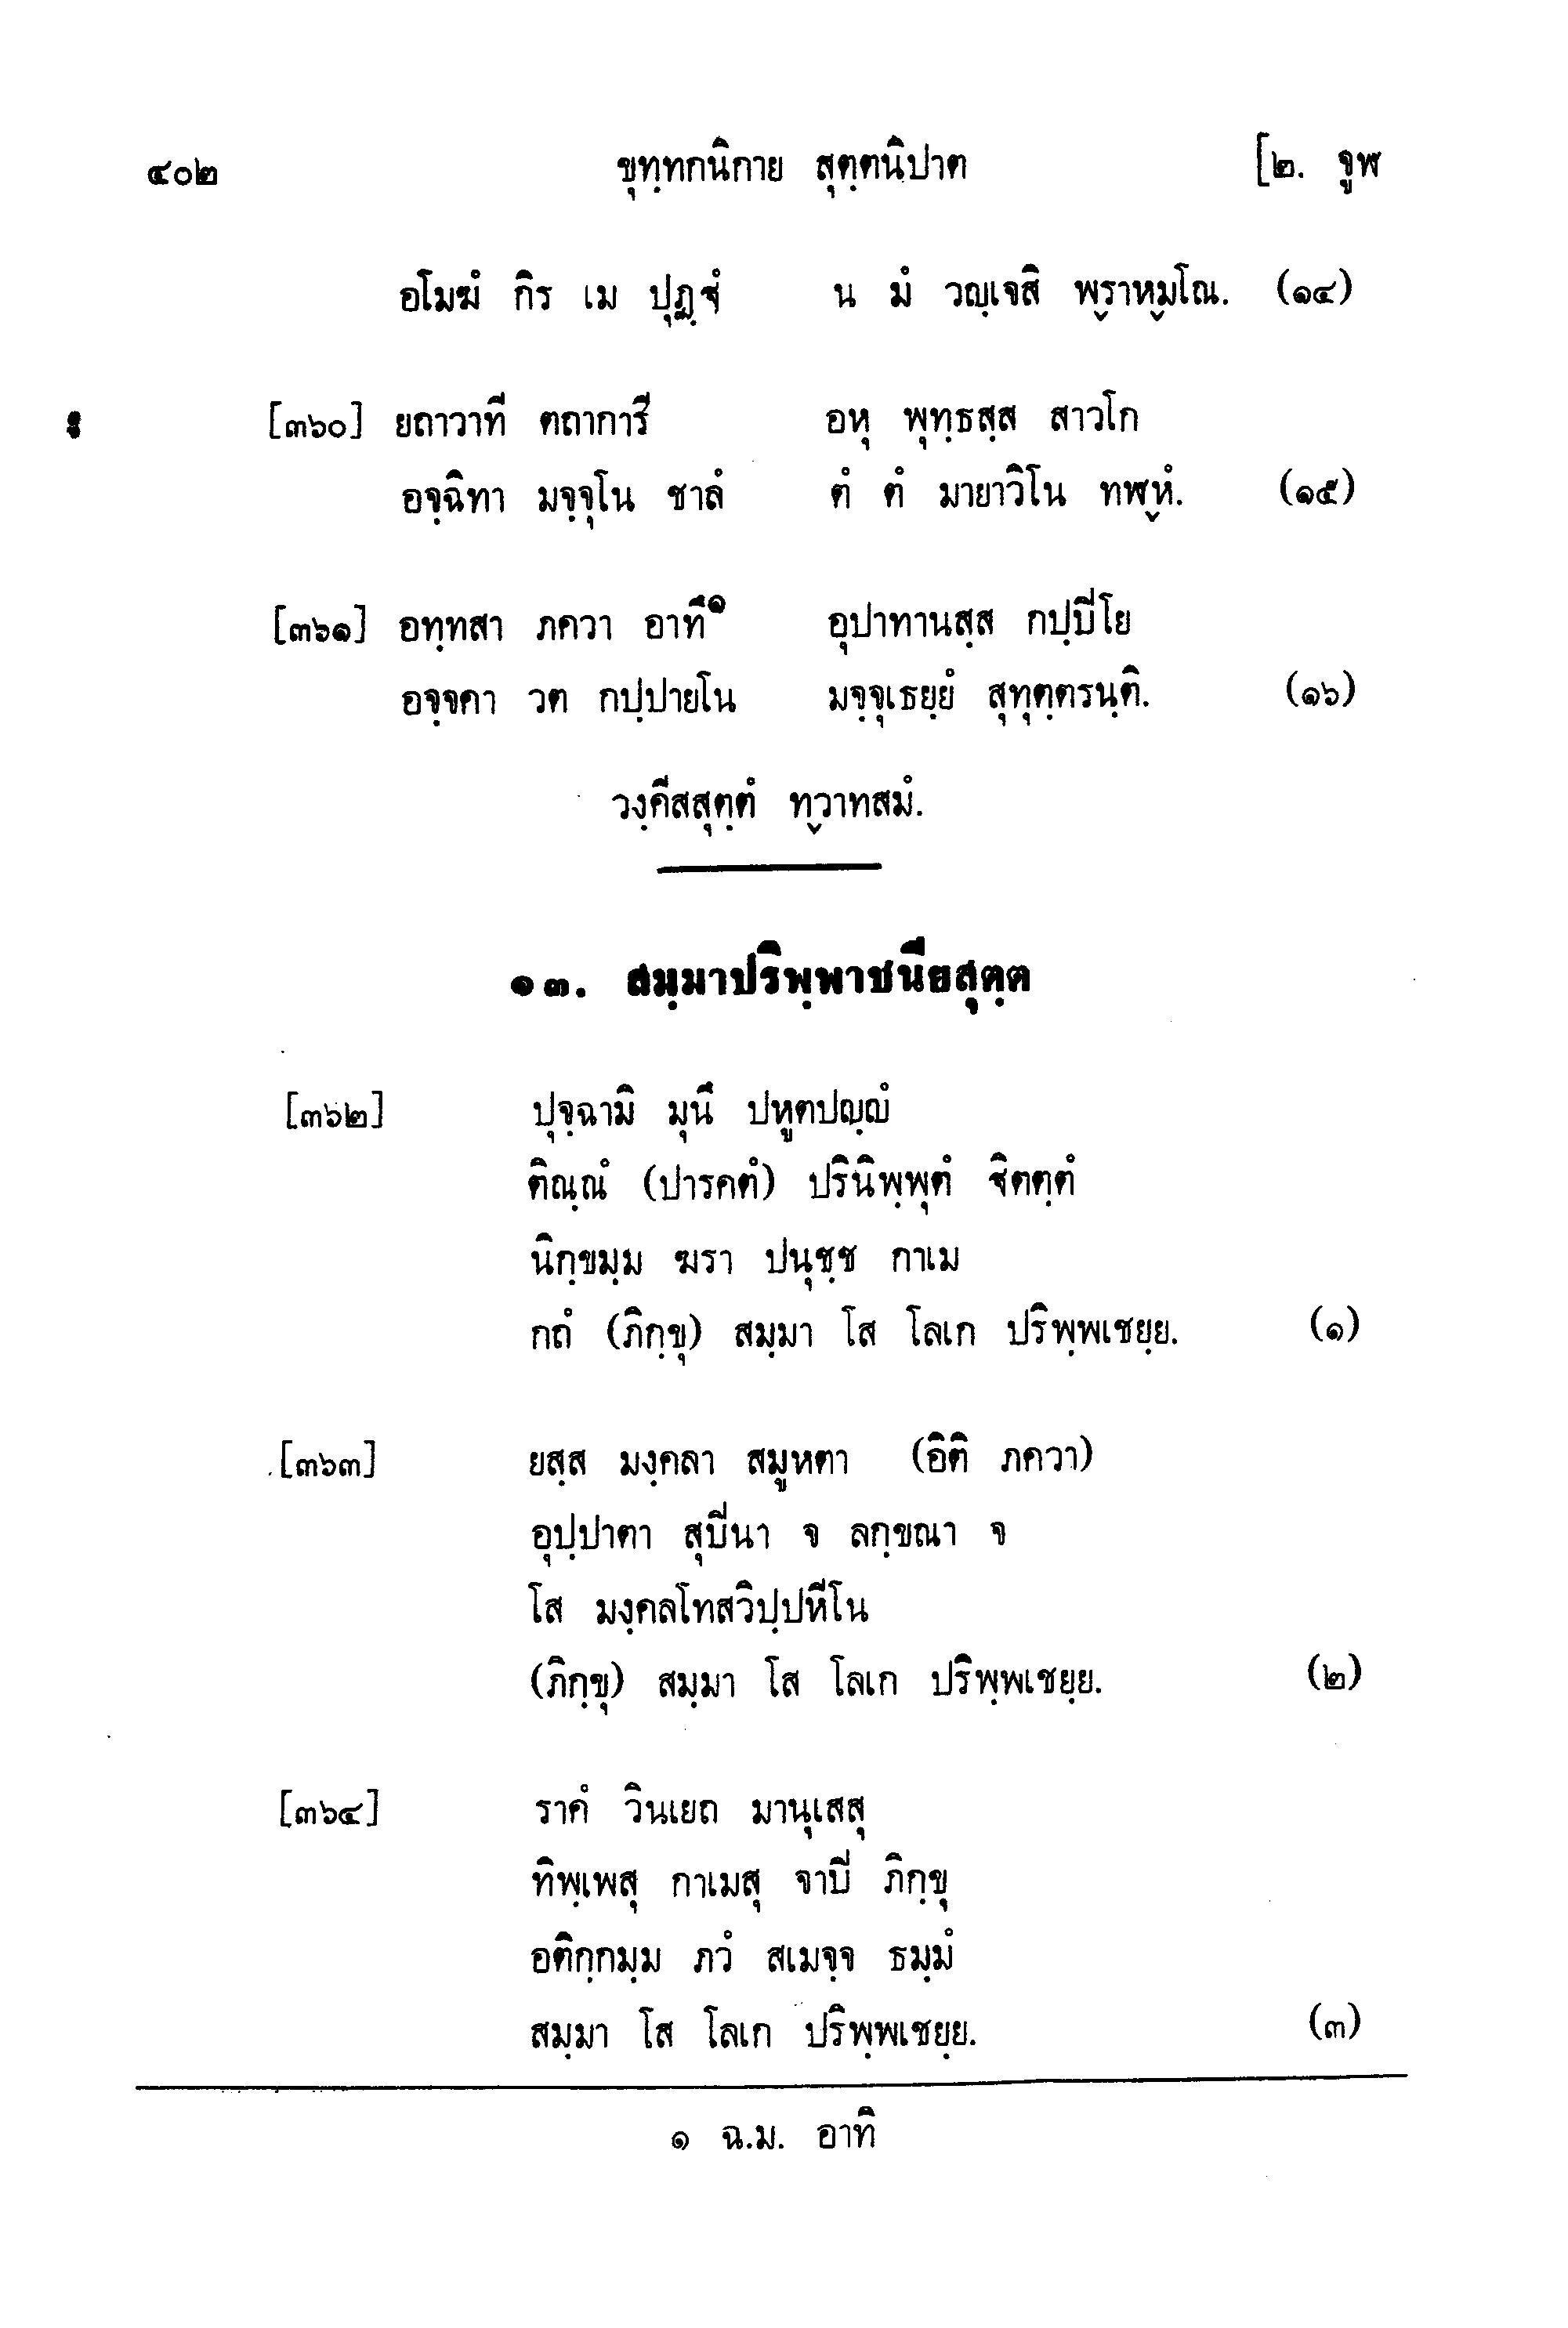 ๔๐๒ ขุทฺทกนิกาย สุตฺตนิปาต [๒. จูฬ
อโมฆํ กิร เม ปุฏฺฐํ น มํ วญฺเจสิ พฺราหฺมโณ. (๑๔)
[๓๖๐] ยถาวาที ตถาการี อหุ พุทฺธสฺส สาวโก
อจฺฉิทา มจฺจุโน ชาลํ ตํ ตํ มายาวิโน ทฬฺหํ. (๑๕)
[๓๖๑] อทฺทสา ภควา อาทึ๑ อุปาทานสฺส กปฺปิโย
อจฺจคา วต กปฺปายโน มจฺจุเธยฺยํ สุทุตฺตรนฺติ. (๑๖)
วงฺคีสสุตฺตํ ทฺวาทสมํ.
๑๓. สมฺมาปริพฺพาชนียสุตฺต
[๓๖๒] ปุจฺฉามิ มุนึ ปหูตปญฺญํ
ติณฺณํ (ปารคตํ) ปรินิพฺพุตํ ฐิตตฺตํ
นิกฺขมฺม ฆรา ปนุชฺช กาเม
กถํ (ภิกฺขุ) สมฺมา โส โลเก ปริพฺพเชยฺย. (๑)
[๓๖๓] ยสฺส มงฺคลา สมูหตา (อิติ ภควา)
อุปฺปาตา สุปินา จ ลกฺขณา จ
โส มงฺคลโทสวิปฺปหีโน
(ภิกฺขุ) สมฺมา โส โลเก ปริพฺพเชยฺย. (๒)
[๓๖๔] ราคํ วินเยถ มานุเสสุ
ทิพฺเพสุ กาเมสุ จาปิ ภิกฺขุ
อติกฺกมฺม ภวํ สเมจฺจ ธมฺมํ
สมฺมา โส โลเก ปริพฺพเชยฺย. (๓)
๑ ฉ.ม. อาทิ